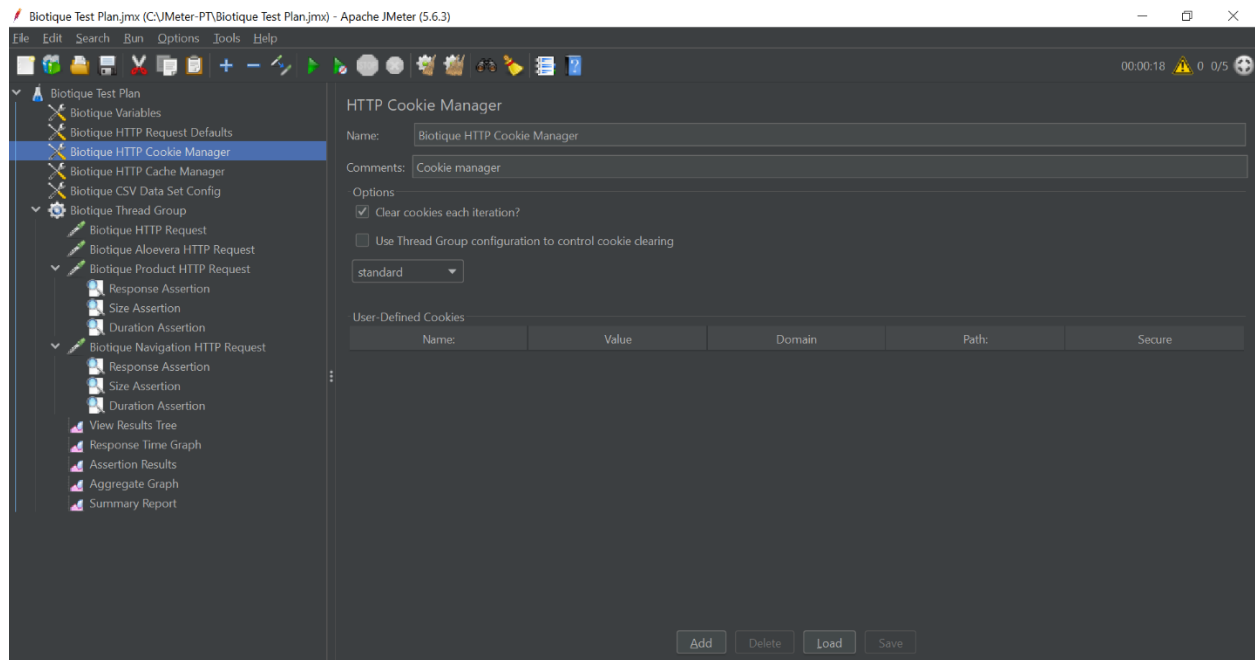 Biotique Test Plan.jmx (C:\JMeter-PT\Biotique Test Plan.jmx) - Apache JMeter (5.6.3)
File Edit Search Run Options Tools Help
00:00:18 0 0/5
Biotique Test Plan
Biotique Variables
Biotique HTTP Request Defaults
Biotique HTTP Cookie Manager
Biotique HTTP Cache Manager
Biotique CSV Data Set Config
Biotique Thread Group
Biotique HTTP Request
Biotique Aloevera HTTP Request
Biotique Product HTTP Request
Response Assertion
Size Assertion
Duration Assertion
Biotique Navigation HTTP Request
Response Assertion
Size Assertion
Duration Assertion
View Results Tree
Response Time Graph
Assertion Results
Aggregate Graph
Summary Report
HTTP Cookie Manager
Name: Biotique HTTP Cookie Manager
Comments: Cookie manager
Options
Clear cookies each iteration?
Use Thread Group configuration to control cookie clearing
standard
User-Defined Cookies
Name: Value Domain Path: Secure
Add Delete Load Save